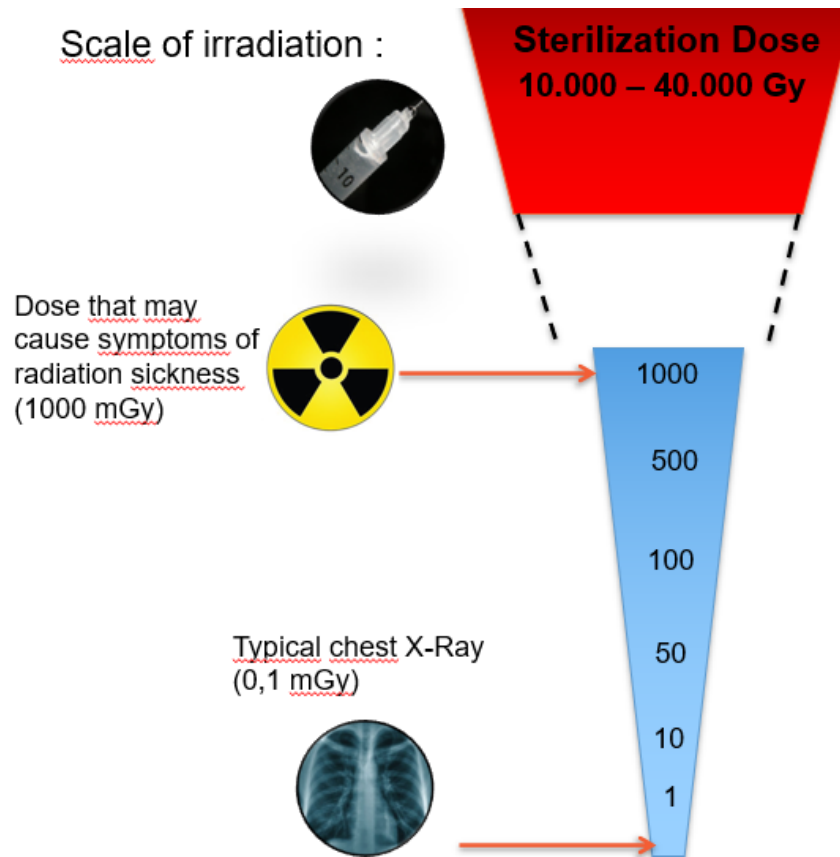 Scale of irradiation :
Sterilization Dose
10.000 – 40.000 Gy
10
Dose that may
cause symptoms of
radiation sickness
(1000 mGy)
1000
500
100
Typical chest X-Ray
(0,1 mGy)
50
10
1